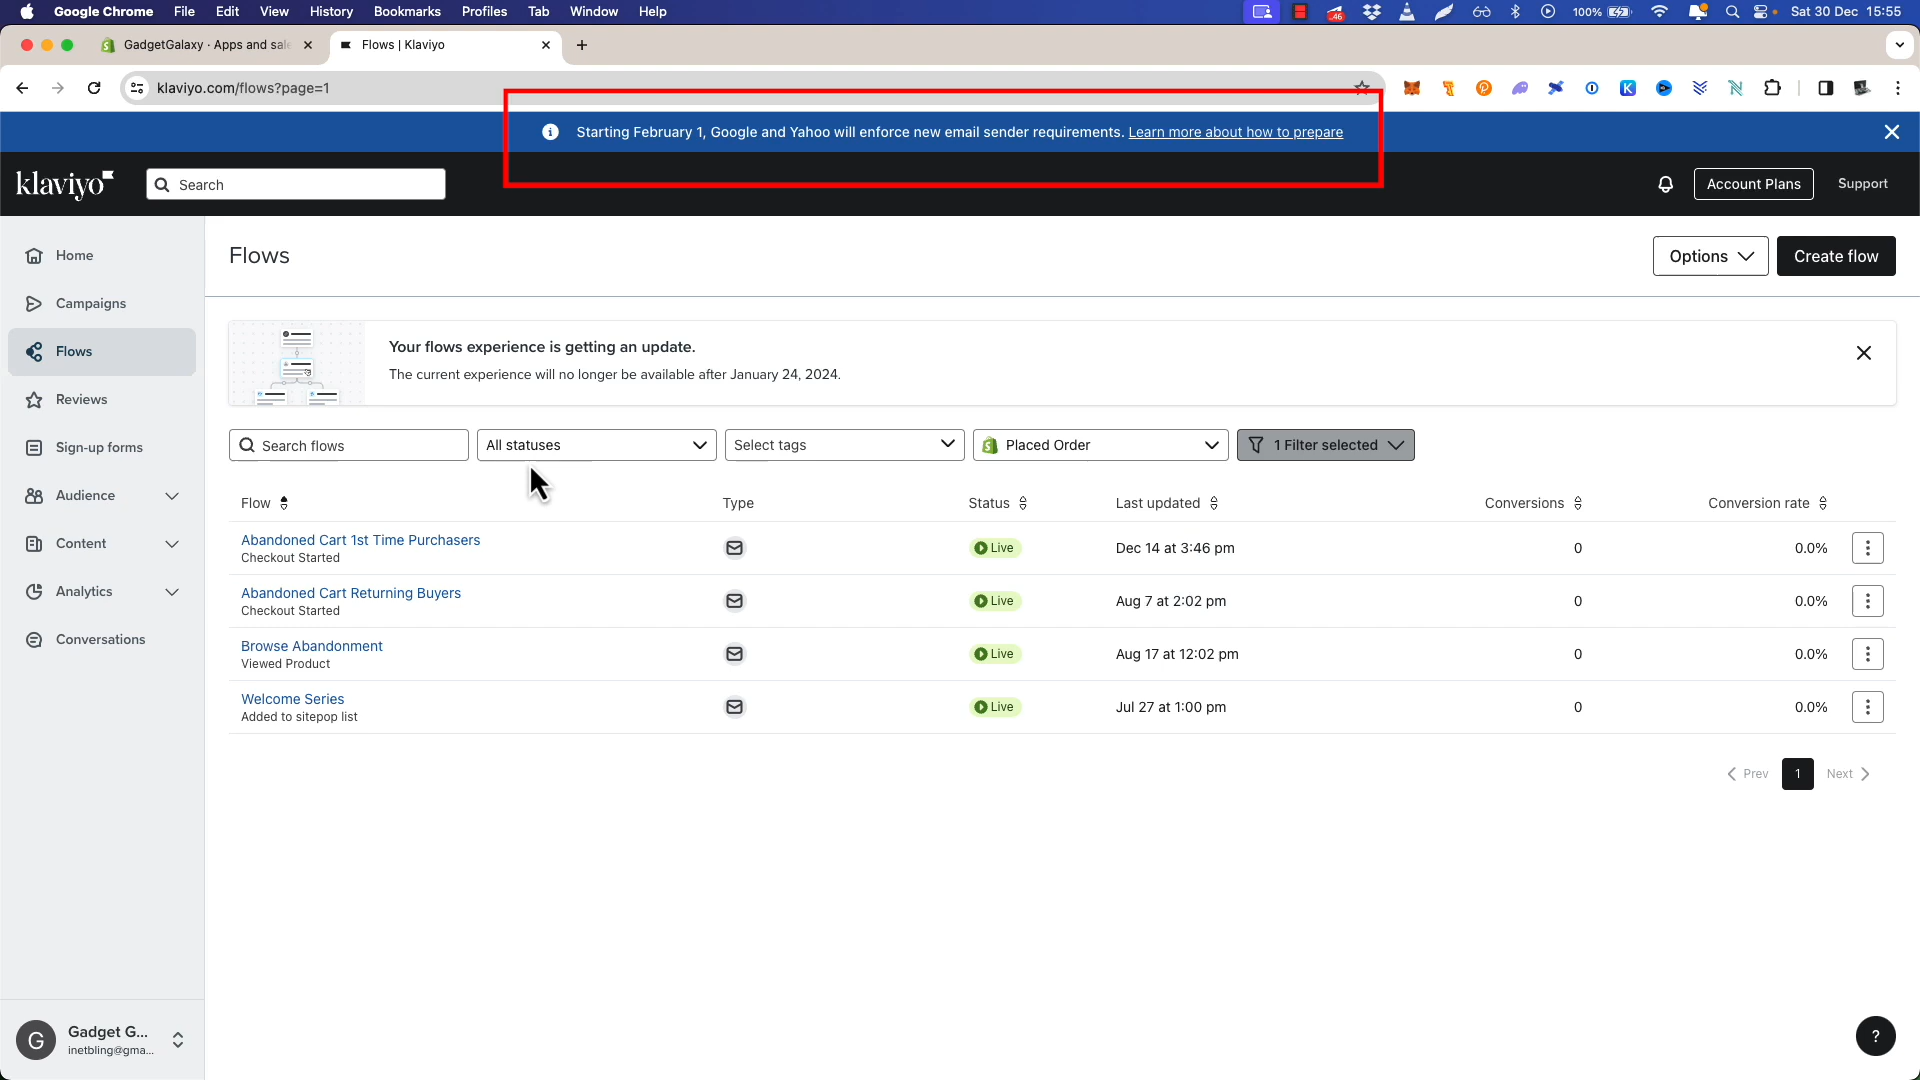 Google Chrome File Edit View History Bookmarks Profiles Tab Window Help 46 100% Sat 30 Dec 15:55
GadgetGalaxy · Apps and sale Flows | Klaviyo
klaviyo.com/flows?page=1
Starting February 1, Google and Yahoo will enforce new email sender requirements. Learn more about how to prepare
klaviyo Search Account Plans Support
Home
Campaigns
Flows
Reviews
Sign-up forms
Audience
Content
Analytics
Conversations
Flows Options Create flow
Your flows experience is getting an update.
The current experience will no longer be available after January 24, 2024.
Search flows All statuses Select tags Placed Order 1 Filter selected
Flow Type Status Last updated Conversions Conversion rate
Abandoned Cart 1st Time Purchasers Live Dec 14 at 3:46 pm 0 0.0%
Checkout Started
Abandoned Cart Returning Buyers Live Aug 7 at 2:02 pm 0 0.0%
Checkout Started
Browse Abandonment Live Aug 17 at 12:02 pm 0 0.0%
Viewed Product
Welcome Series Live Jul 27 at 1:00 pm 0 0.0%
Added to sitepop list
Prev 1 Next
G Gadget G...
inetbling@gma...
?